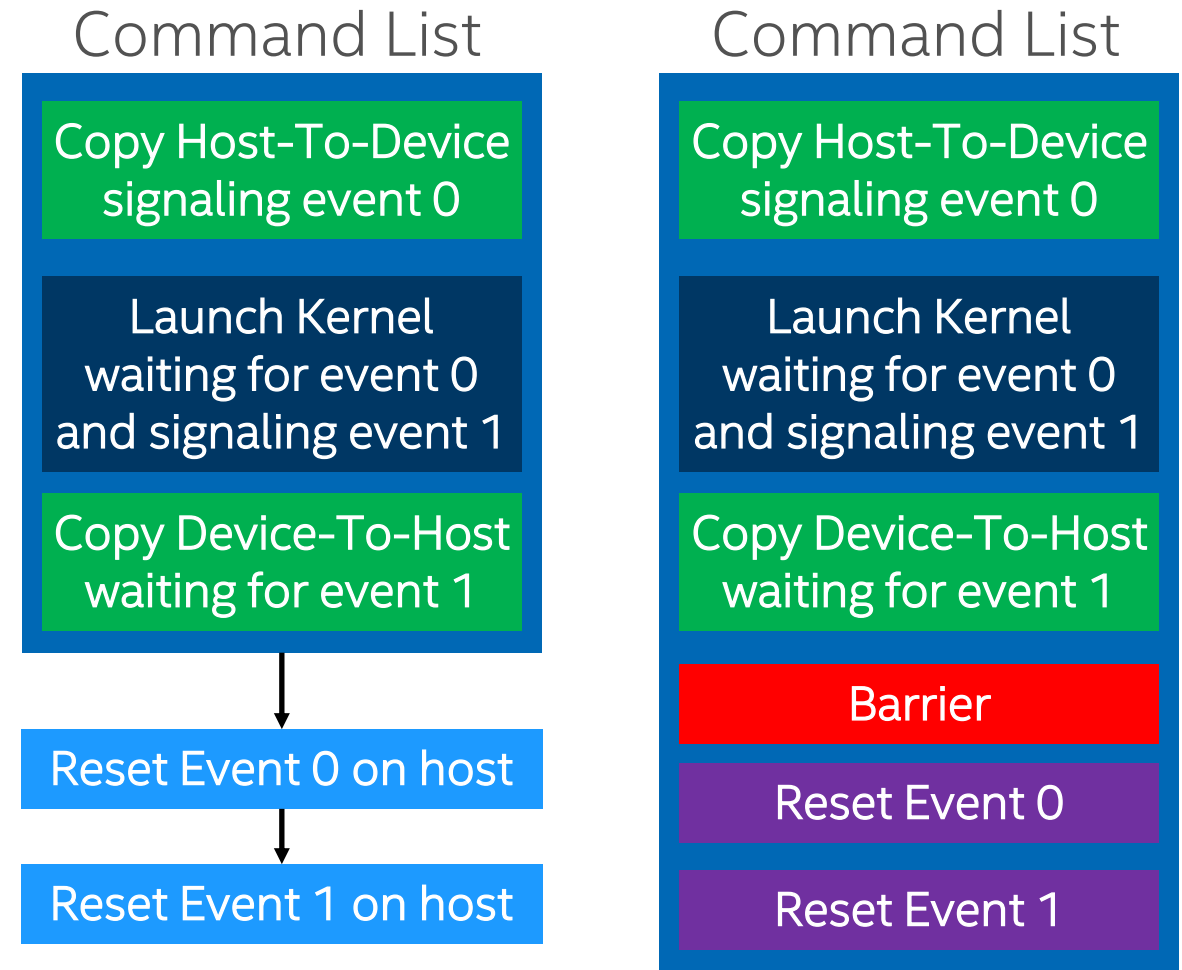 Command List
Copy Host-To-Device
signaling event 0
Launch Kernel
waiting for event 0
and signaling event 1
Copy Device-To-Host
waiting for event 1
Reset Event 0 on host
Reset Event 1 on host
Command List
Copy Host-To-Device
signaling event 0
Launch Kernel
waiting for event 0
and signaling event 1
Copy Device-To-Host
waiting for event 1
Barrier
Reset Event 0
Reset Event 1